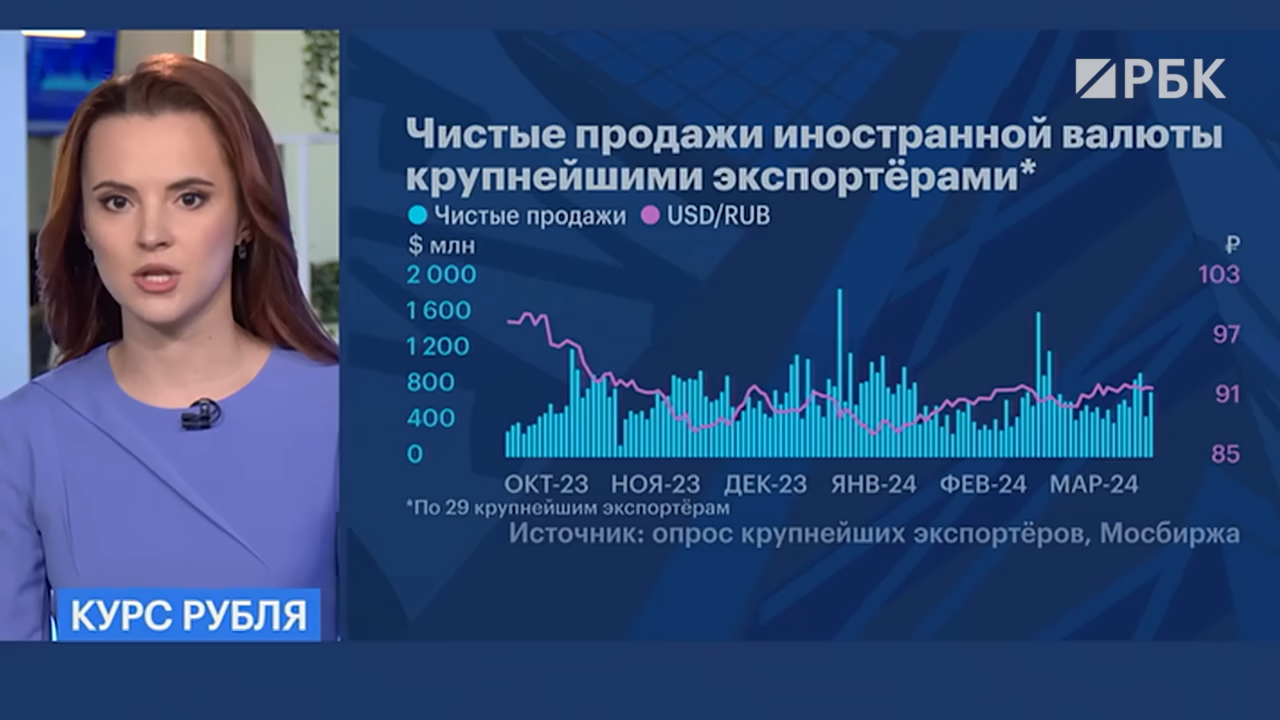 РБК
Чистые продажи иностранной валюты
крупнейшими экспортёрами*
Чистые продажи USD/RUB
$ млн ₽
2 000 103
1 600
1 200 97
800
91
400
0 85
ОКТ-23 НОЯ-23 ДЕК-23 ЯНВ-24 ФЕВ-24 МАР-24
*По 29 крупнейшим экспортёрам
Источник: опрос крупнейших экспортёров, Мосбиржа
КУРС РУБЛЯ